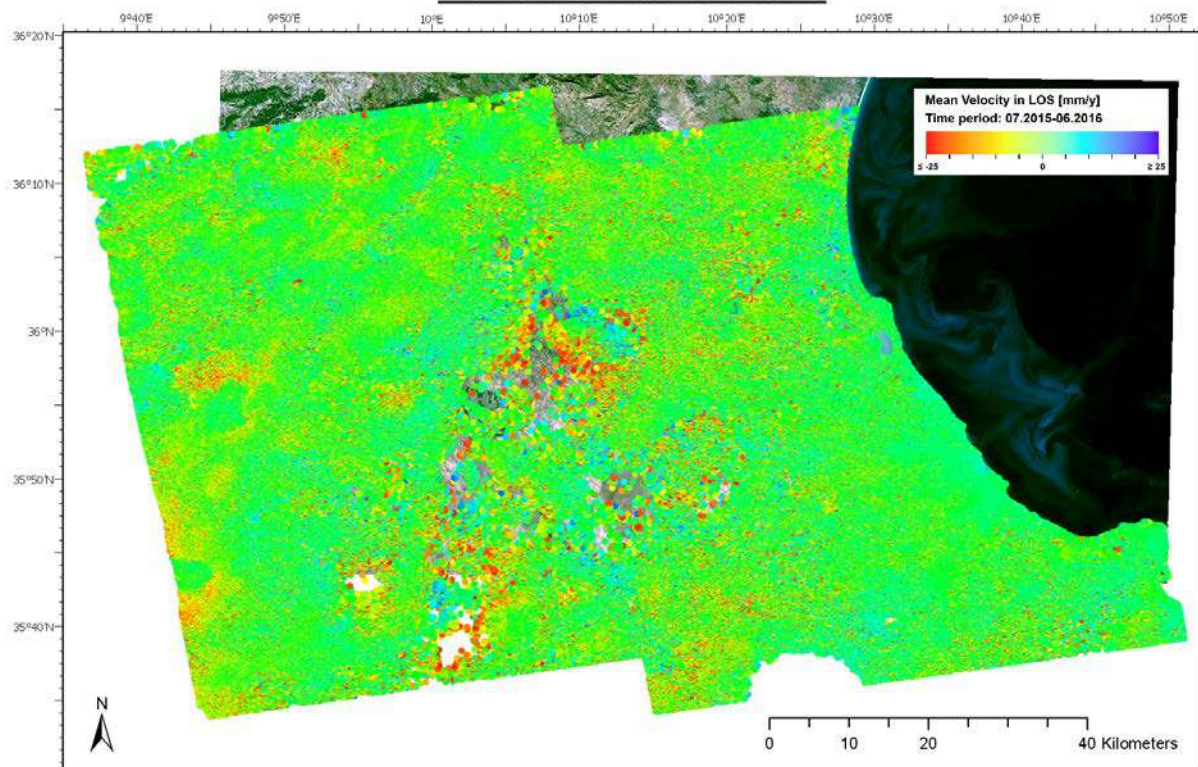 9°40'E 9°50'E 10°E 10°10'E 10°20'E 10°30'E 10°40'E 10°50'E
36°20'N
Mean Velocity in LOS [mm/y]
Time period: 07.2015-06.2016
≤ -25 0 ≥ 25
36°10'N
36°N
35°50'N
35°40'N
N
0 10 20 40 Kilometers